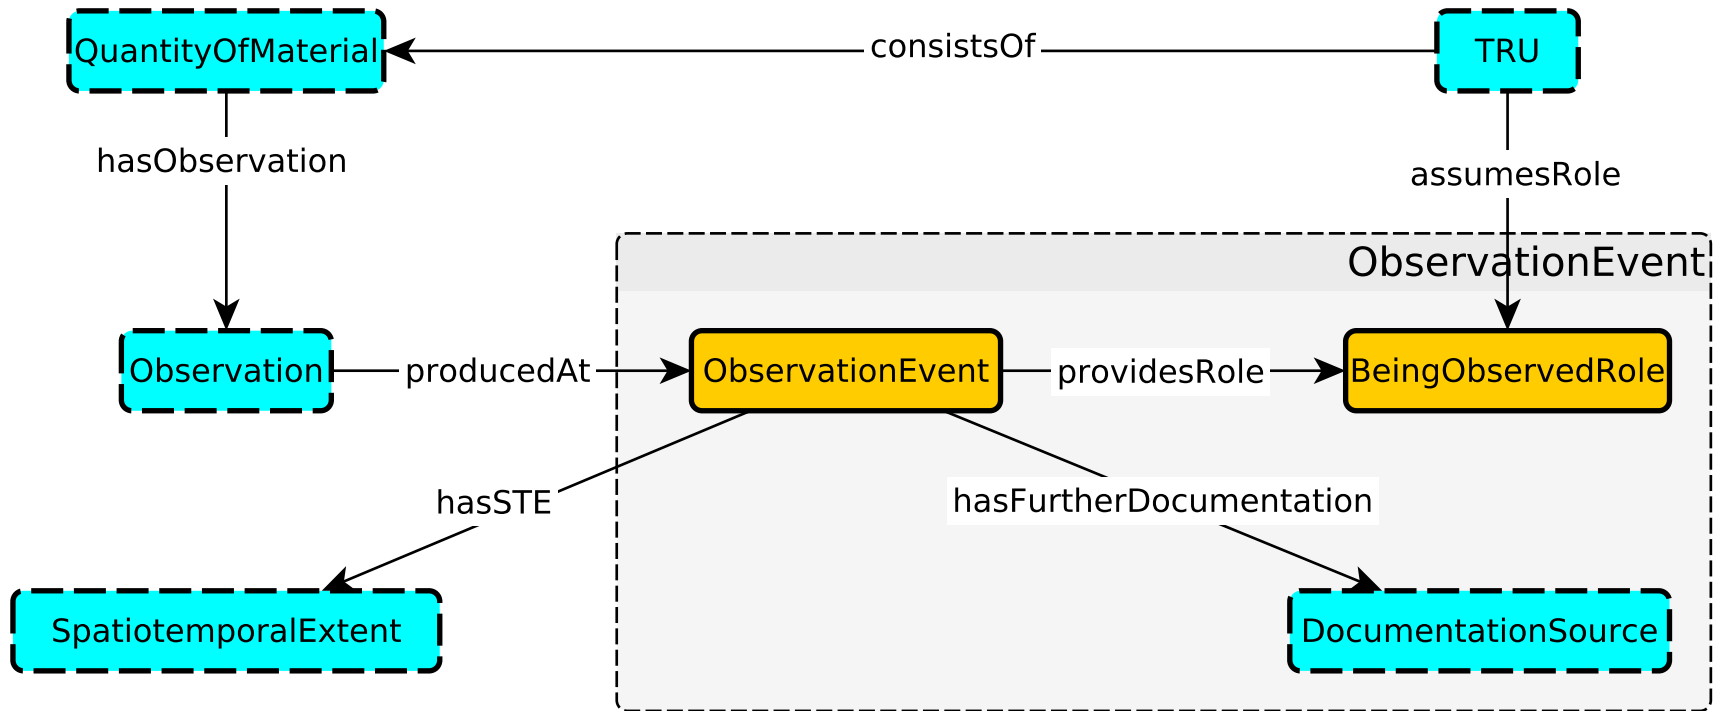 QuantityOfMaterial
consistsOf
TRU
hasObservation
assumesRole
ObservationEvent
Observation
producedAt
ObservationEvent
providesRole
BeingObservedRole
hasSTE
hasFurtherDocumentation
SpatiotemporalExtent
DocumentationSource